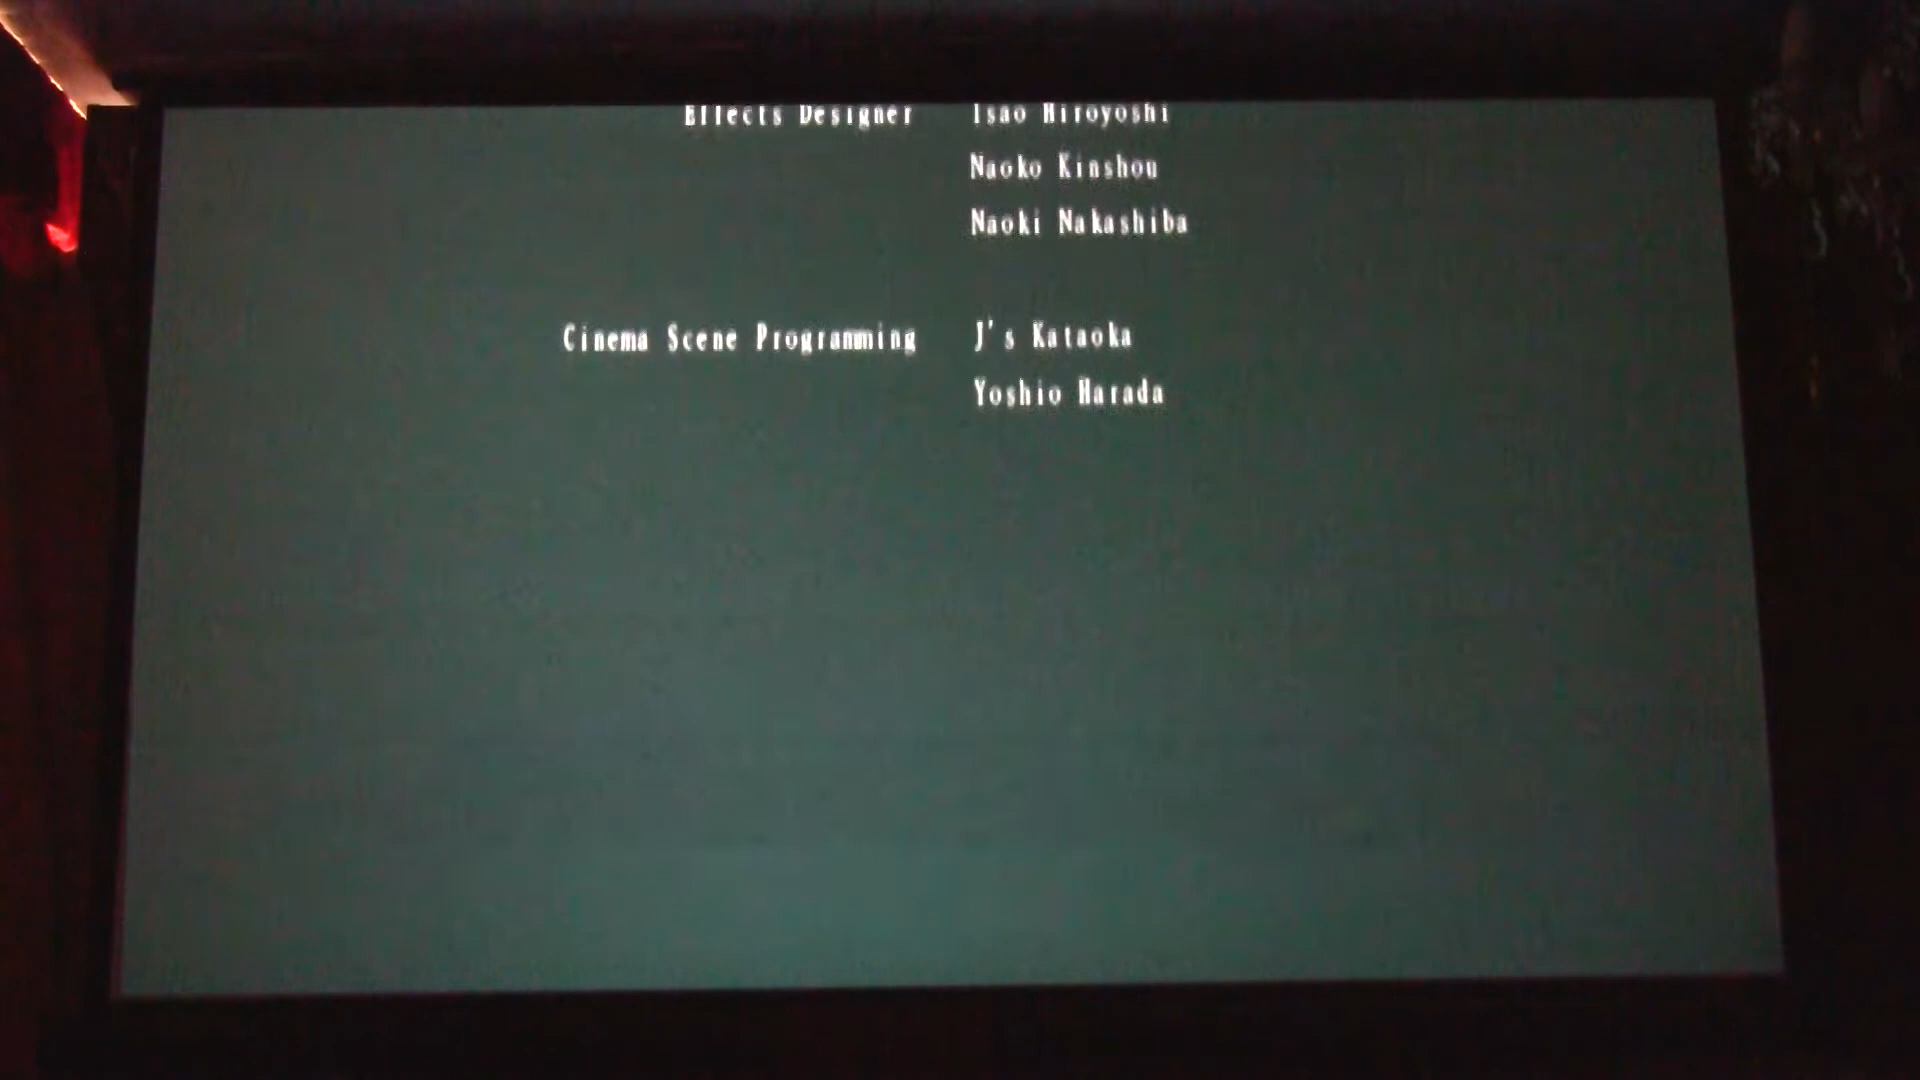 Effects Designer Isao Hiroyoshi
Naoko Kinshou
Naoki Nakashiba
Cinema Scene Programming J's Kataoka
Yoshio Harada